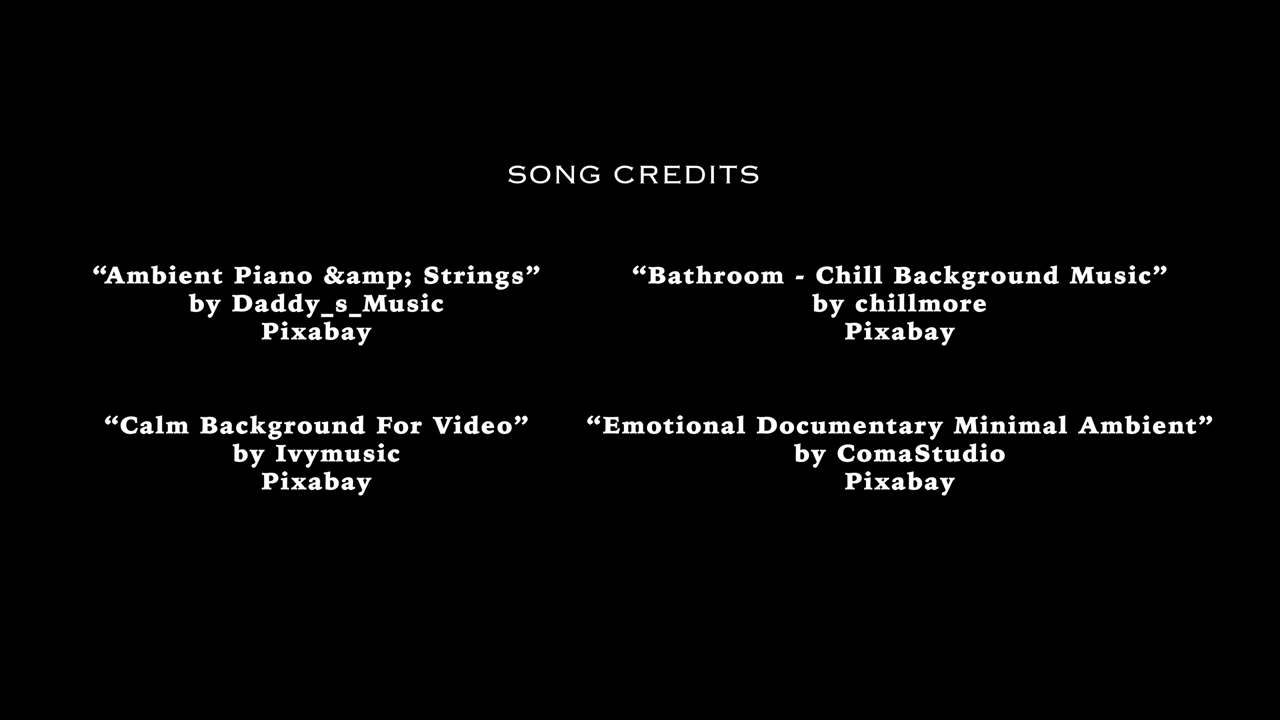 SONG CREDITS
“Ambient Piano &amp; Strings”
by Daddy_s_Music
Pixabay
“Bathroom - Chill Background Music”
by chillmore
Pixabay
“Calm Background For Video”
by Ivymusic
Pixabay
“Emotional Documentary Minimal Ambient”
by ComaStudio
Pixabay